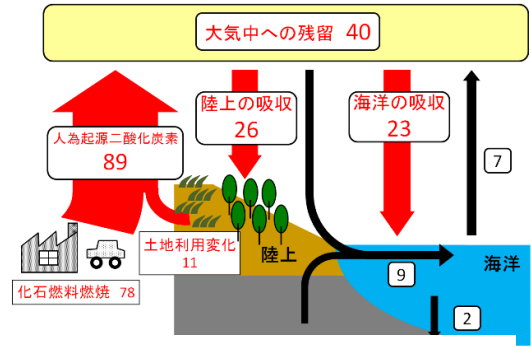 大気中への残留 40
陸上の吸収
26
海洋の吸収
23
人為起源二酸化炭素
89
7
土地利用変化
11
陸上
海洋
9
化石燃料燃焼 78
2